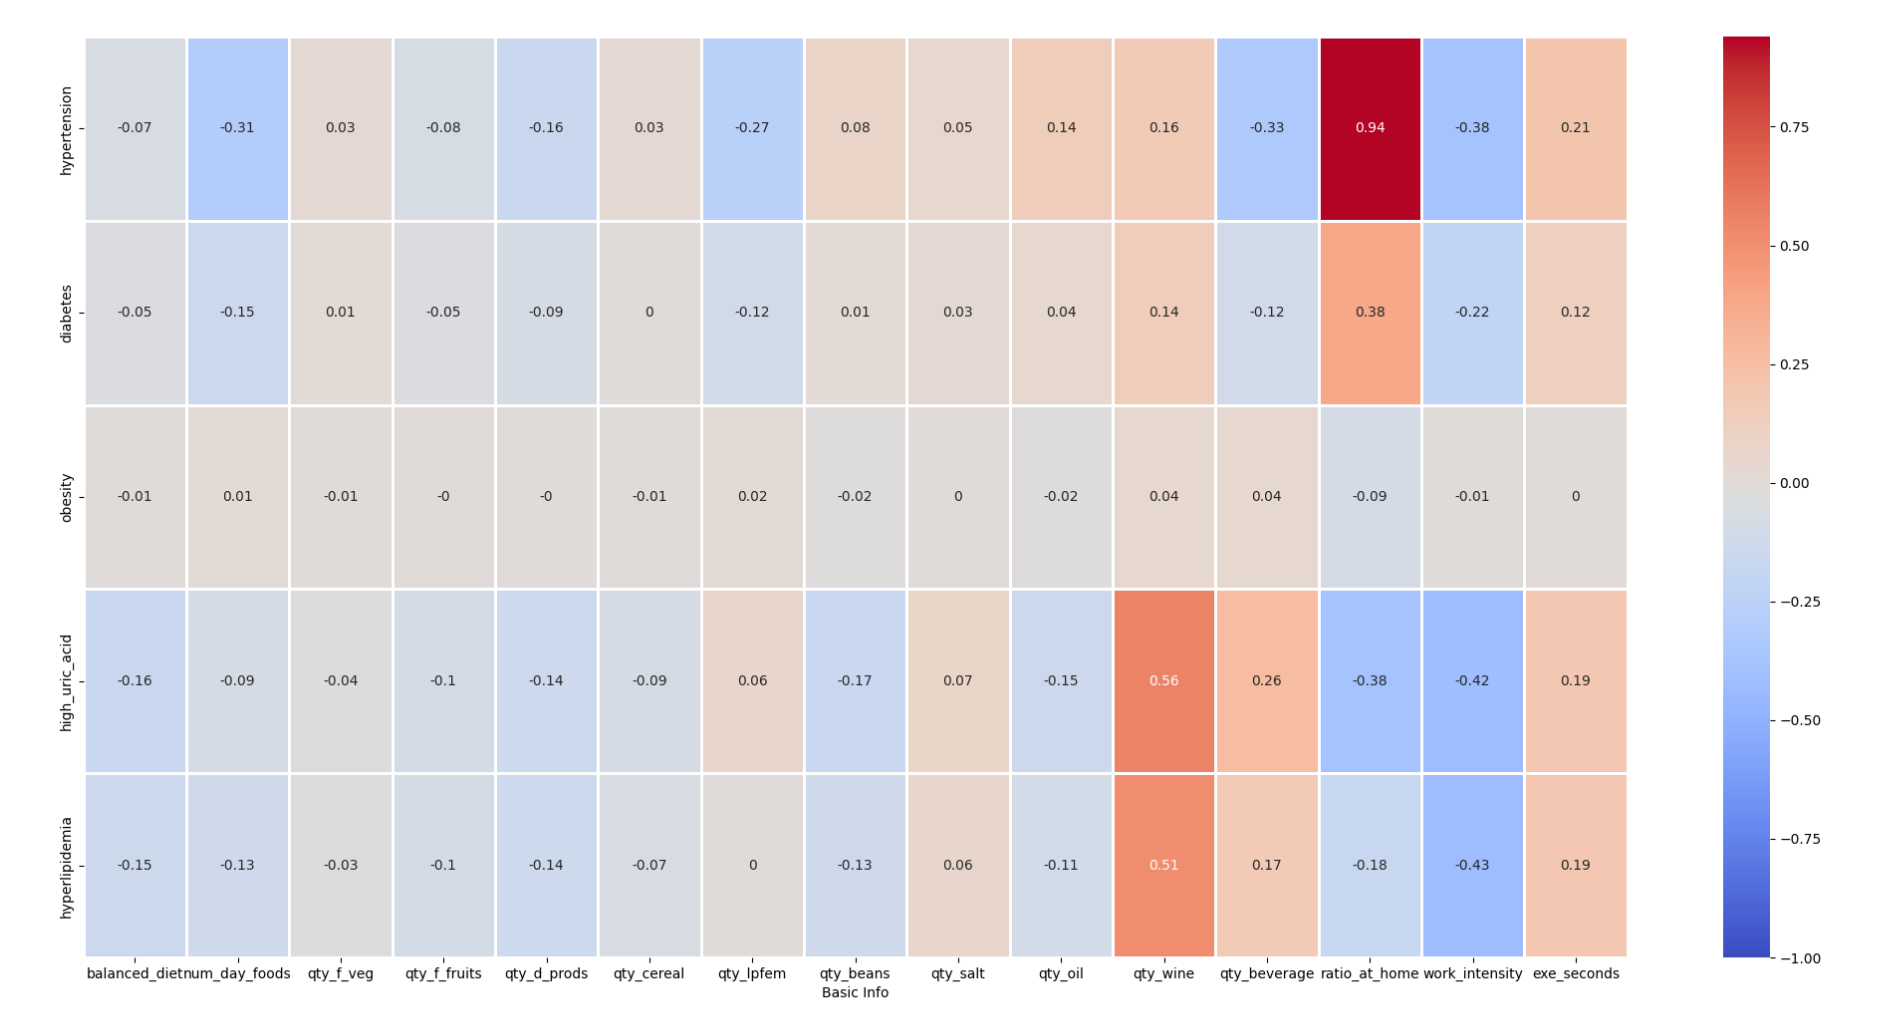 hypertension -0.07 -0.31 0.03 -0.08 -0.16 0.03 -0.27 0.08 0.05 0.14 0.16 -0.33 0.94 -0.38 0.21
diabetes -0.05 -0.15 0.01 -0.05 -0.09 0 -0.12 0.01 0.03 0.04 0.14 -0.12 0.38 -0.22 0.12
obesity -0.01 0.01 -0.01 -0 -0 -0.01 0.02 -0.02 0 -0.02 0.04 0.04 -0.09 -0.01 0
high_uric_acid -0.16 -0.09 -0.04 -0.1 -0.14 -0.09 0.06 -0.17 0.07 -0.15 0.56 0.26 -0.38 -0.42 0.19
hyperlipidemia -0.15 -0.13 -0.03 -0.1 -0.14 -0.07 0 -0.13 0.06 -0.11 0.51 0.17 -0.18 -0.43 0.19
balanced_diet num_day_foods qty_f_veg qty_f_fruits qty_d_prods qty_cereal qty_lpfem qty_beans qty_salt qty_oil qty_wine qty_beverage ratio_at_home work_intensity exe_seconds
Basic Info
0.75
0.50
0.25
0.00
−0.25
−0.50
−0.75
−1.00